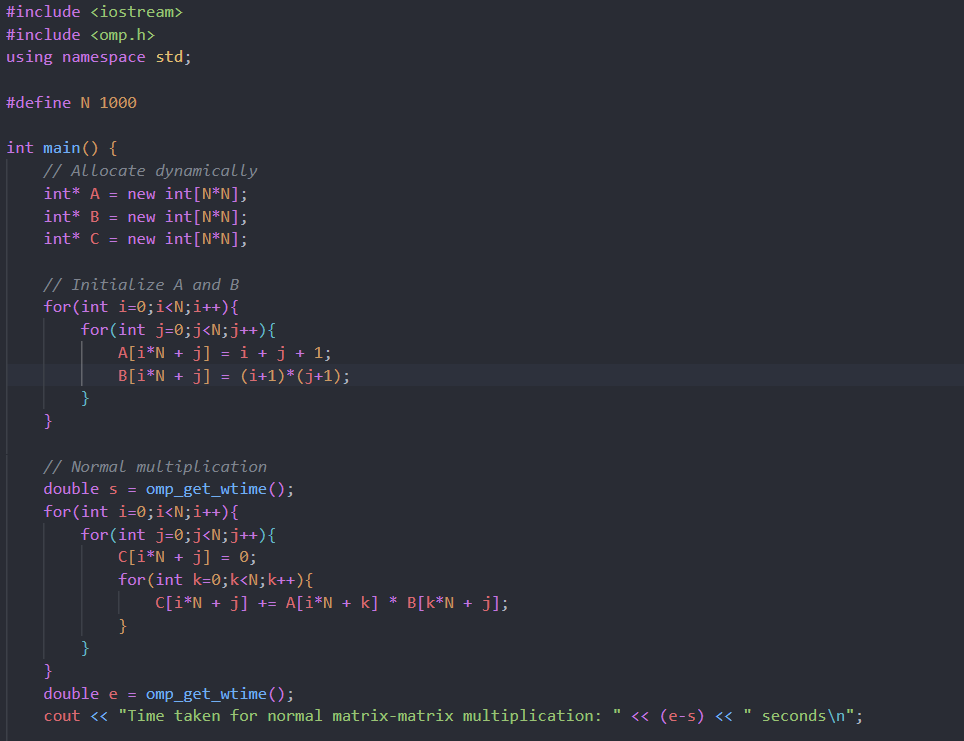 #include <iostream>
#include <omp.h>
using namespace std;
#define N 1000
int main() {
// Allocate dynamically
int* A = new int[N*N];
int* B = new int[N*N];
int* C = new int[N*N];
// Initialize A and B
for(int i=0;i<N;i++){
for(int j=0;j<N;j++){
A[i*N + j] = i + j + 1;
B[i*N + j] = (i+1)*(j+1);
}
}
// Normal multiplication
double s = omp_get_wtime();
for(int i=0;i<N;i++){
for(int j=0;j<N;j++){
C[i*N + j] = 0;
for(int k=0;k<N;k++){
C[i*N + j] += A[i*N + k] * B[k*N + j];
}
}
}
double e = omp_get_wtime();
cout << "Time taken for normal matrix-matrix multiplication: " << (e-s) << " seconds\n";